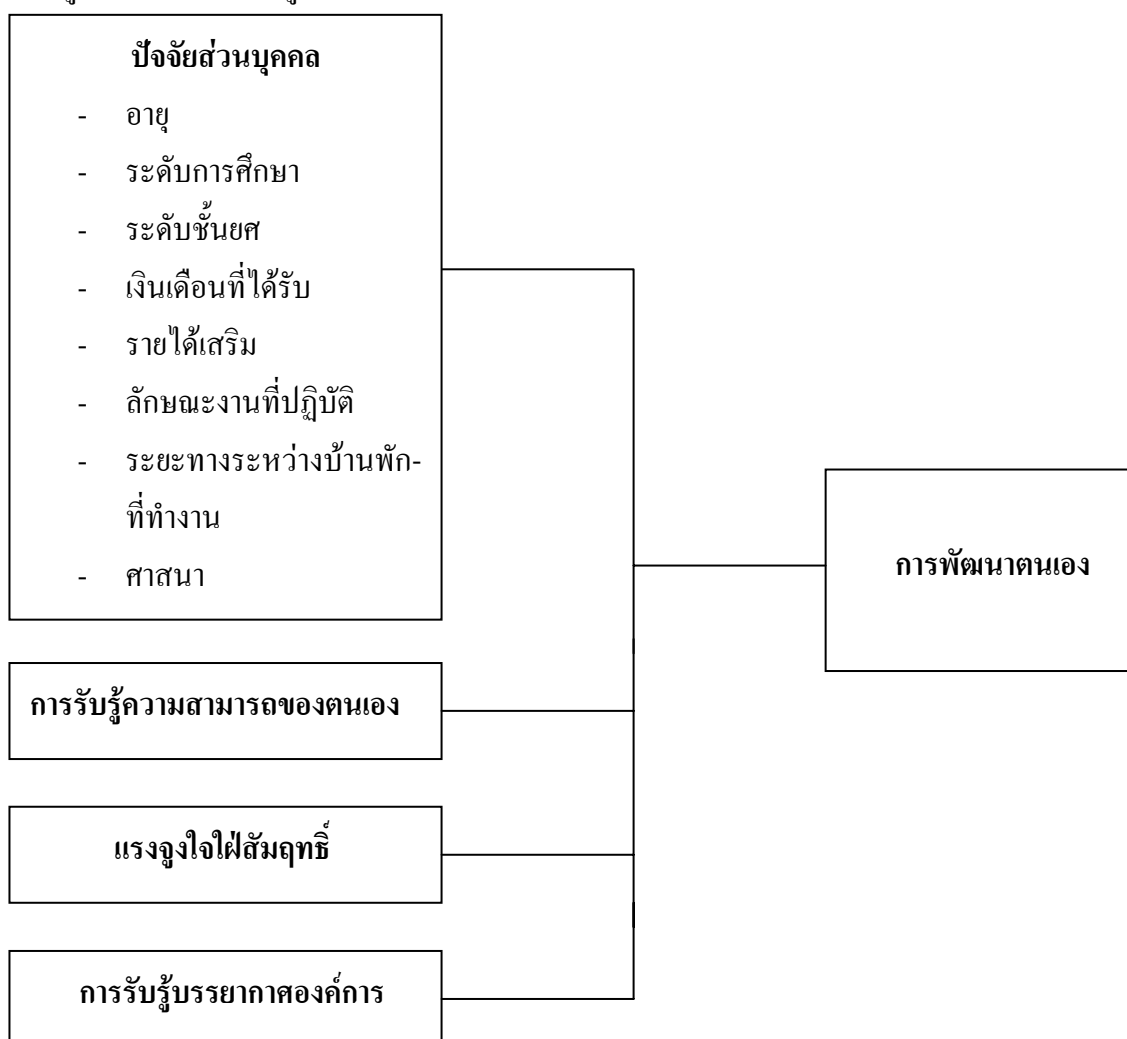 ปัจจัยส่วนบุคคล
- อายุ
- ระดับการศึกษา
- ระดับชั้นยศ
- เงินเดือนที่ได้รับ
- รายได้เสริม
- ลักษณะงานที่ปฏิบัติ
- ระยะทางระหว่างบ้านพัก-
ที่ทำงาน
- ศาสนา
การพัฒนาตนเอง
การรับรู้ความสามารถของตนเอง
แรงจูงใจใฝ่สัมฤทธิ์
การรับรู้บรรยากาศองค์การ